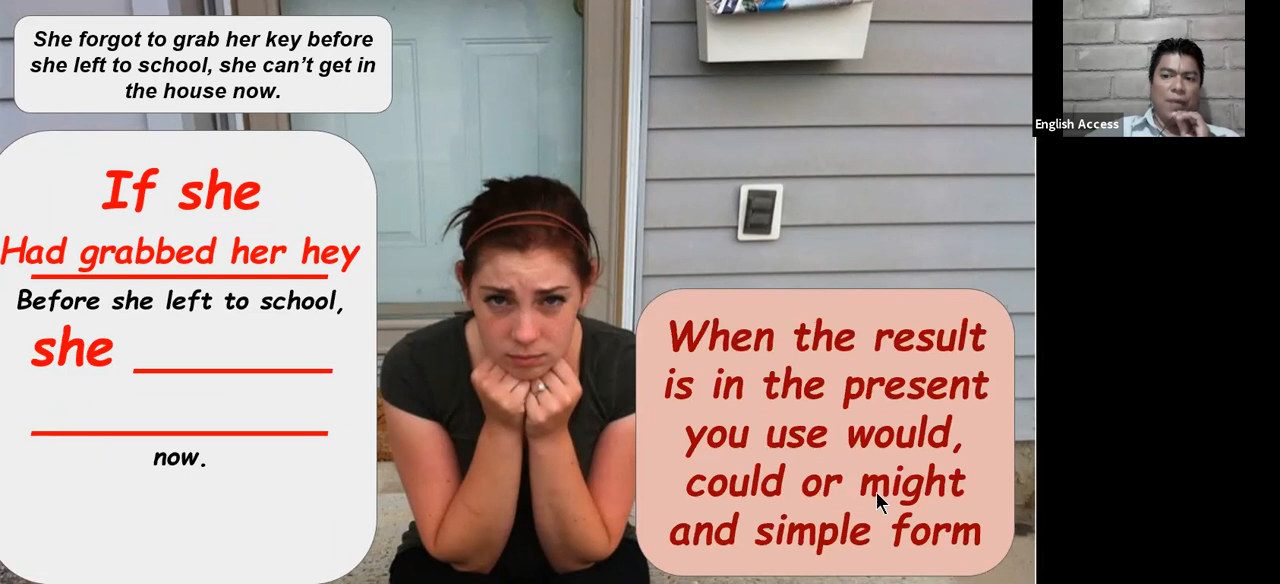 She forgot to grab her key before
she left to school, she can't get in
the house now.
If she
Had grabbed her hey
Before she left to school,
she
now.
When the result
is in the present
you use would,
could or might
and simple form
English Access